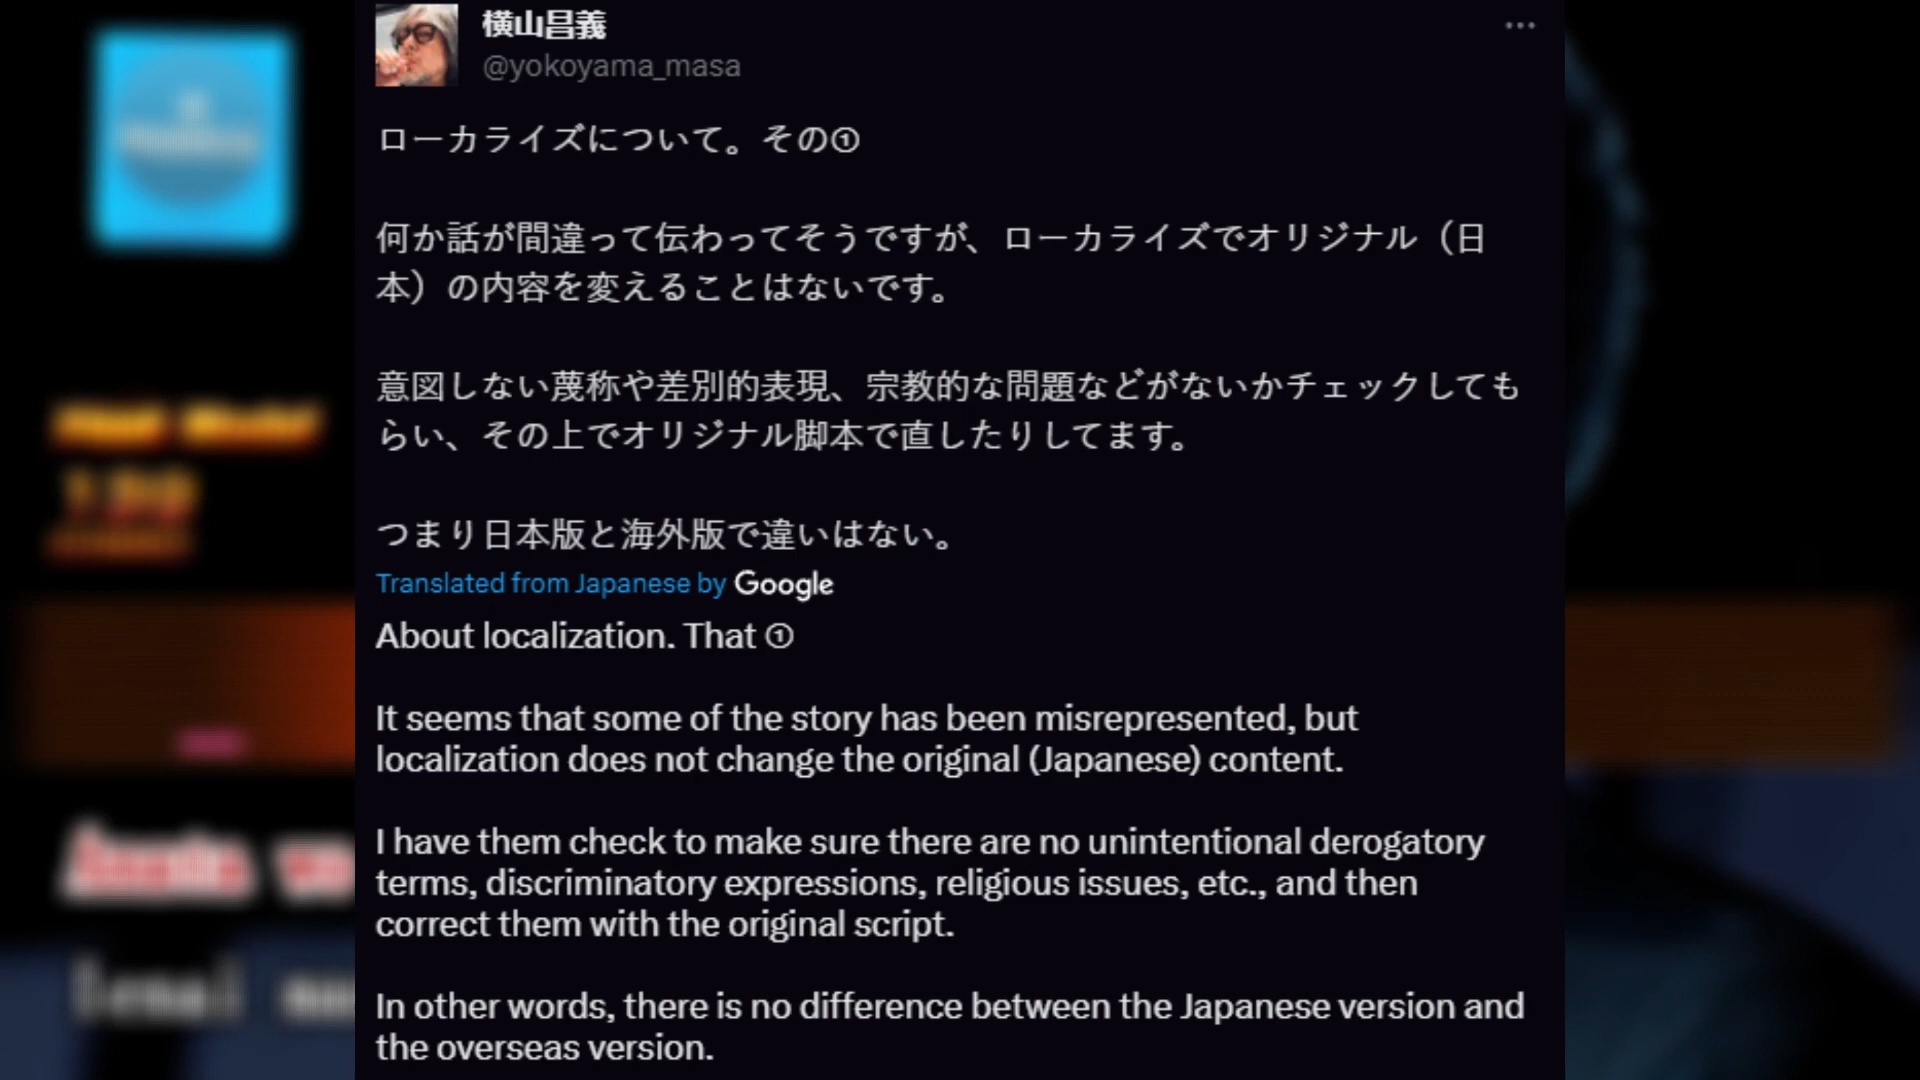 横山昌義
@yokoyama_masa
ローカライズについて。その①
何か話が間違って伝わってそうですが、ローカライズでオリジナル（日
本）の内容を変えることはないです。
意図しない蔑称や差別的表現、宗教的な問題などがないかチェックしても
らい、その上でオリジナル脚本で直したりしてます。
つまり日本版と海外版で違いはない。
Translated from Japanese by Google
About localization. That ①
It seems that some of the story has been misrepresented, but
localization does not change the original (Japanese) content.
I have them check to make sure there are no unintentional derogatory
terms, discriminatory expressions, religious issues, etc., and then
correct them with the original script.
In other words, there is no difference between the Japanese version and
the overseas version.